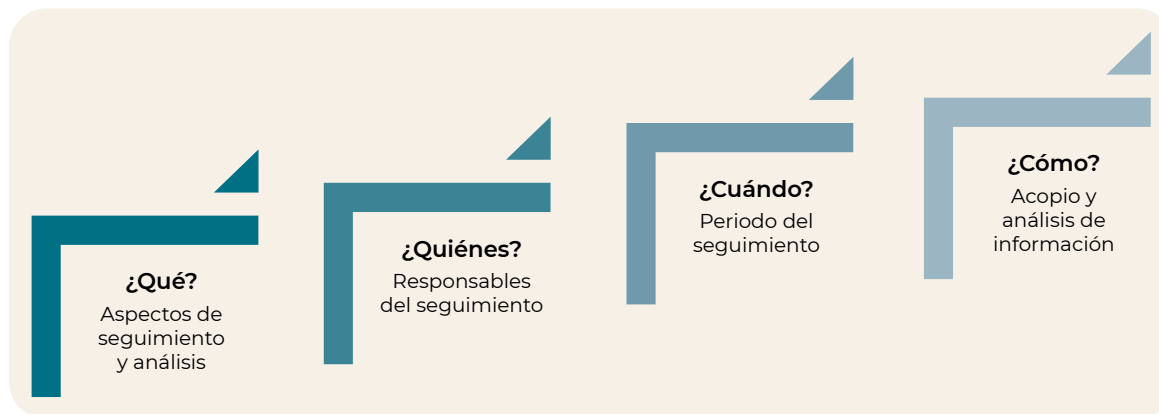 ¿Qué?
Aspectos de
seguimiento
y análisis
¿Quiénes?
Responsables
del seguimiento
¿Cuándo?
Periodo del
seguimiento
¿Cómo?
Acopio y
análisis de
información